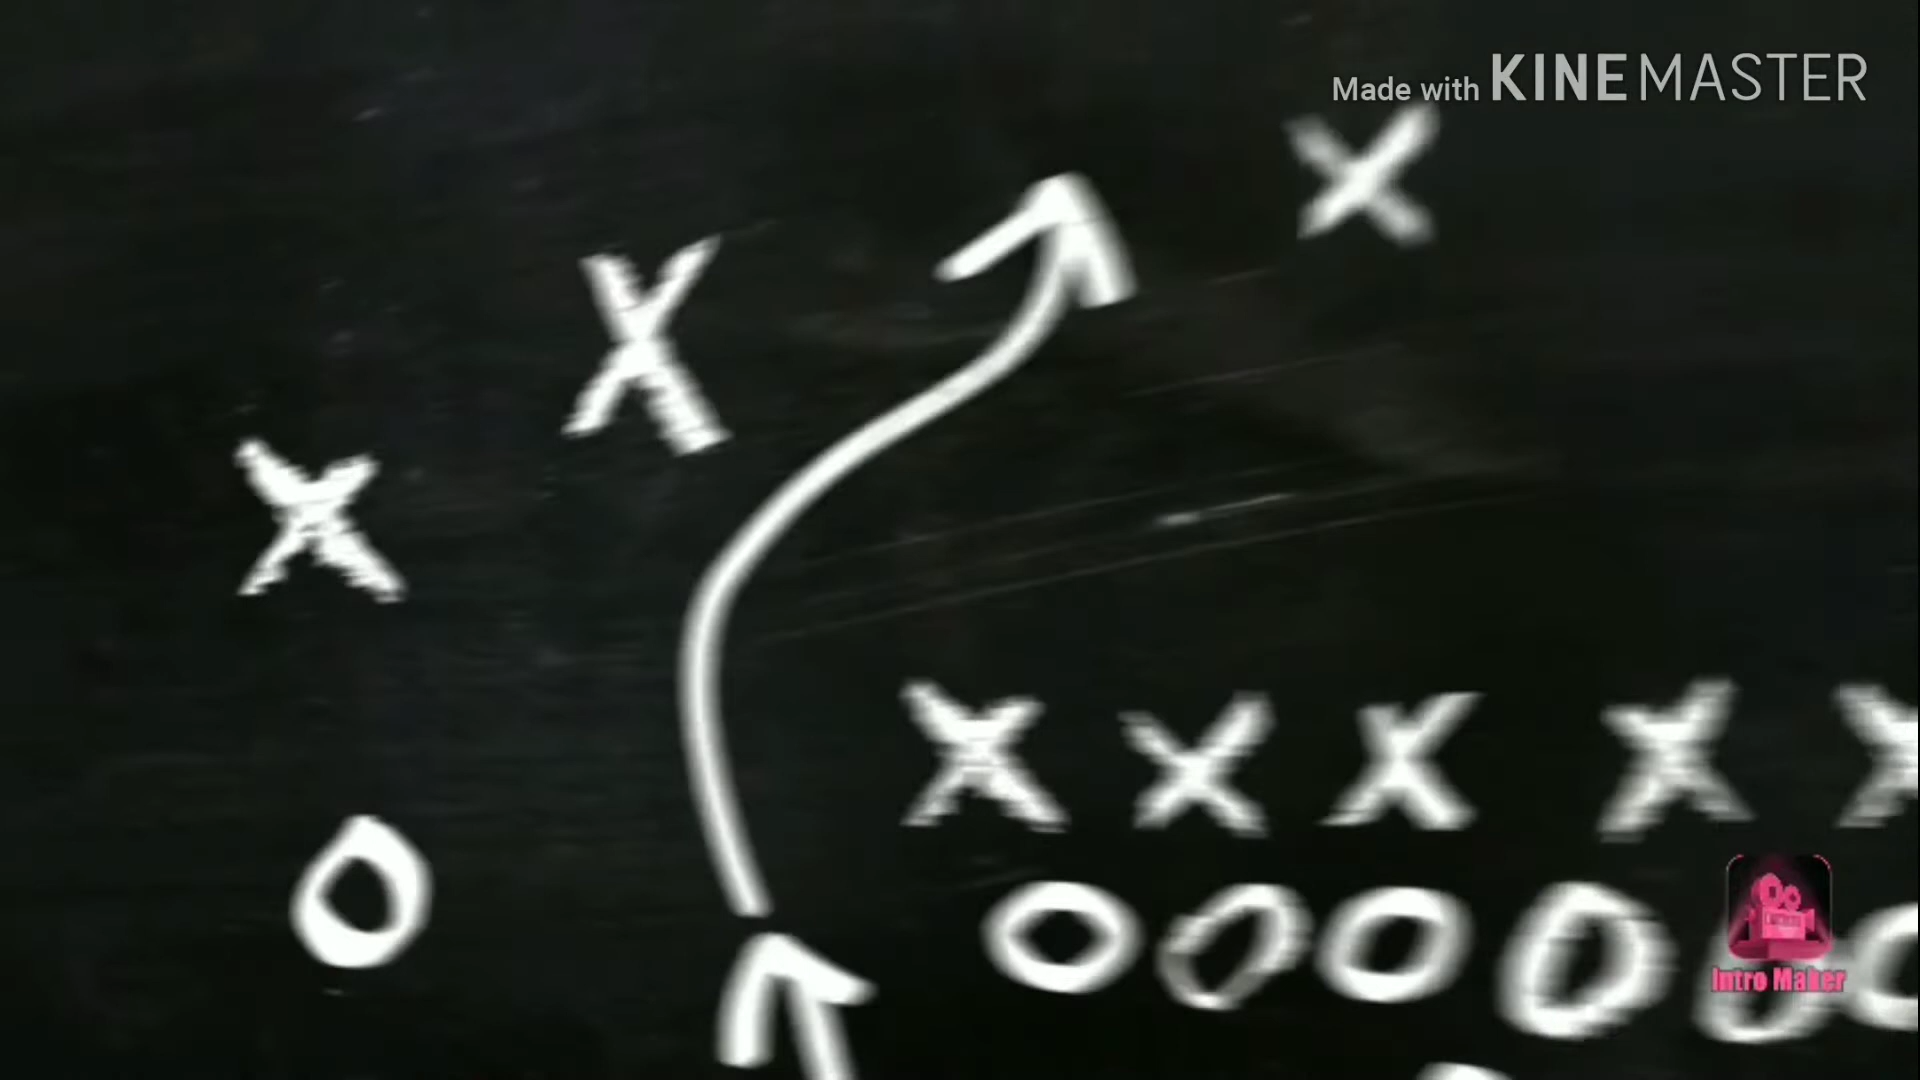 Made with KINEMASTER
X
X
X
X X X X X
O
O O O O O O
Intro Maker